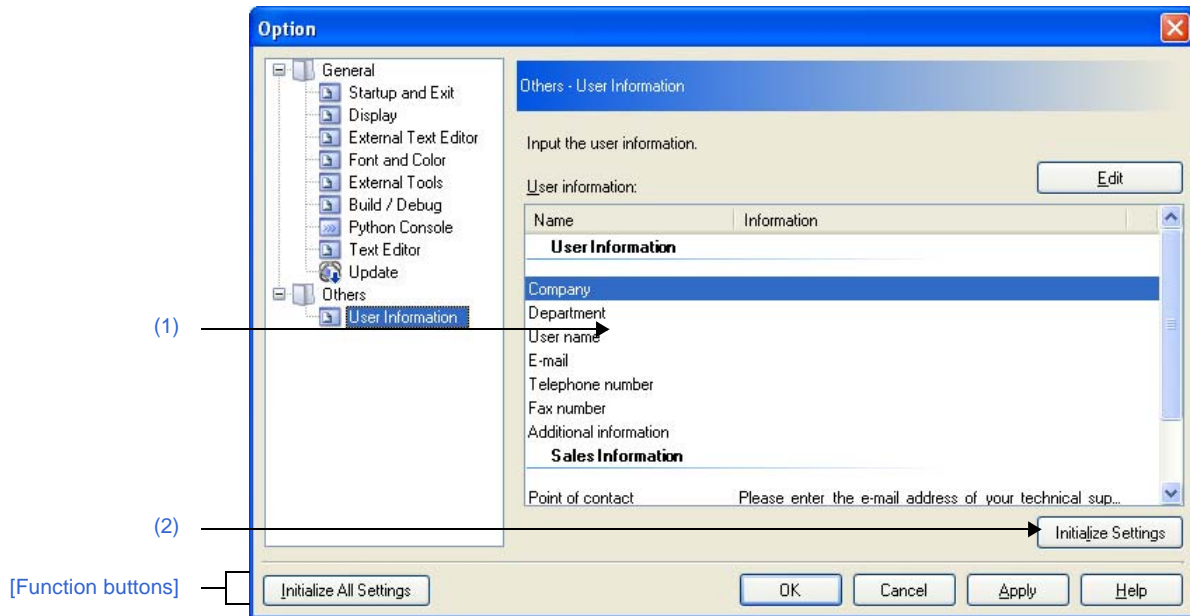 Option
General
Startup and Exit
Display
External Text Editor
Font and Color
External Tools
Build / Debug
Python Console
Text Editor
Update
Others
User Information
Others - User Information
Input the user information.
User information:
Edit
Name Information
User Information
Company
Department
User name
E-mail
Telephone number
Fax number
Additional information
Sales Information
Point of contact Please enter the e-mail address of your technical sup...
Initialize Settings
Initialize All Settings
OK Cancel Apply Help
(1)
(2)
[Function buttons]